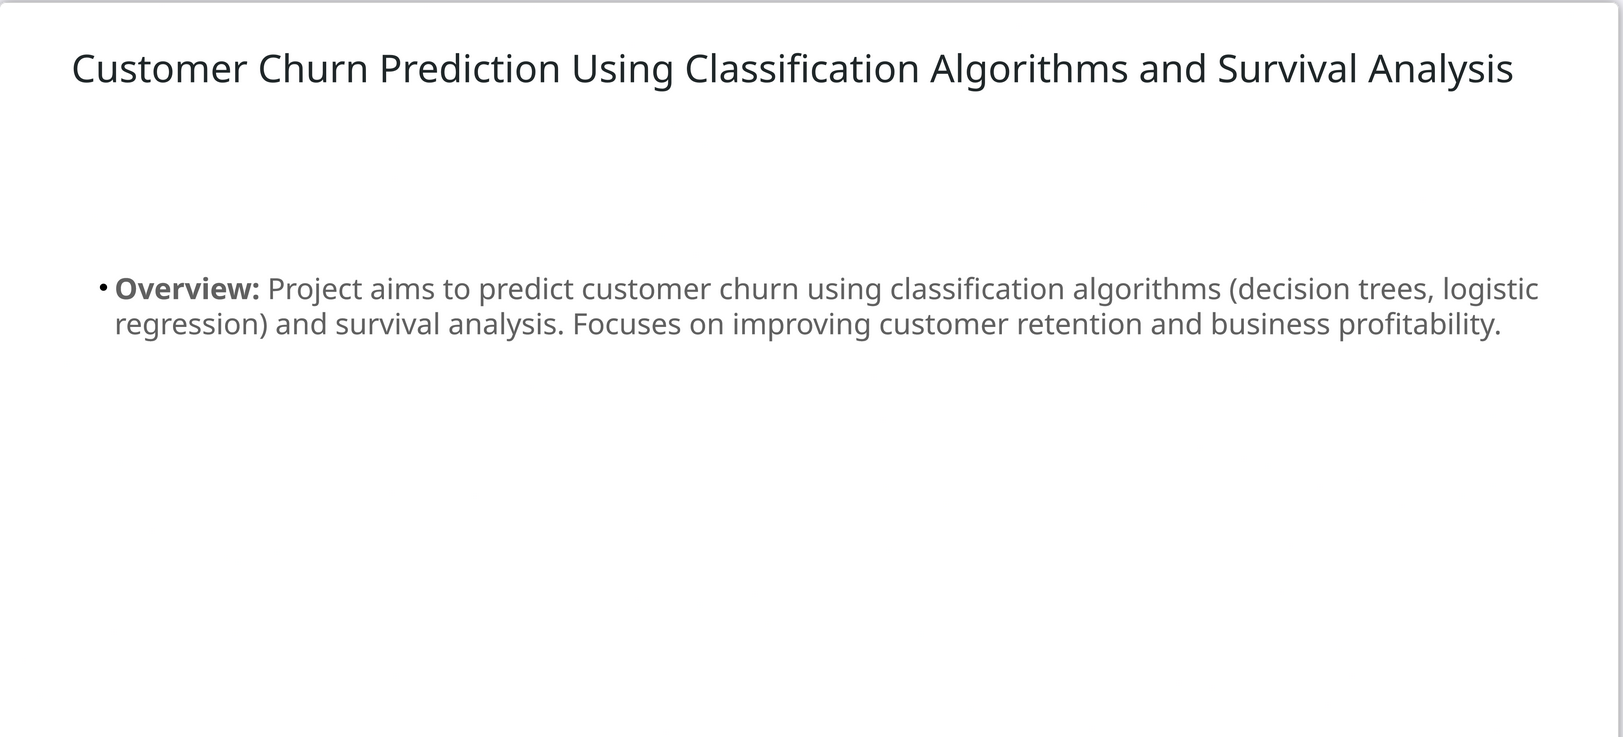 Customer Churn Prediction Using Classification Algorithms and Survival Analysis
• Overview: Project aims to predict customer churn using classification algorithms (decision trees, logistic
regression) and survival analysis. Focuses on improving customer retention and business profitability.